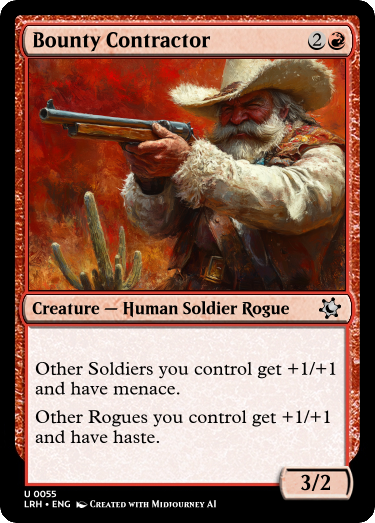 Bounty Contractor 2
Creature — Human Soldier Rogue
Other Soldiers you control get +1/+1
and have menace.
Other Rogues you control get +1/+1
and have haste.
3/2
U 0055
LRH • ENG Created with Midjourney AI